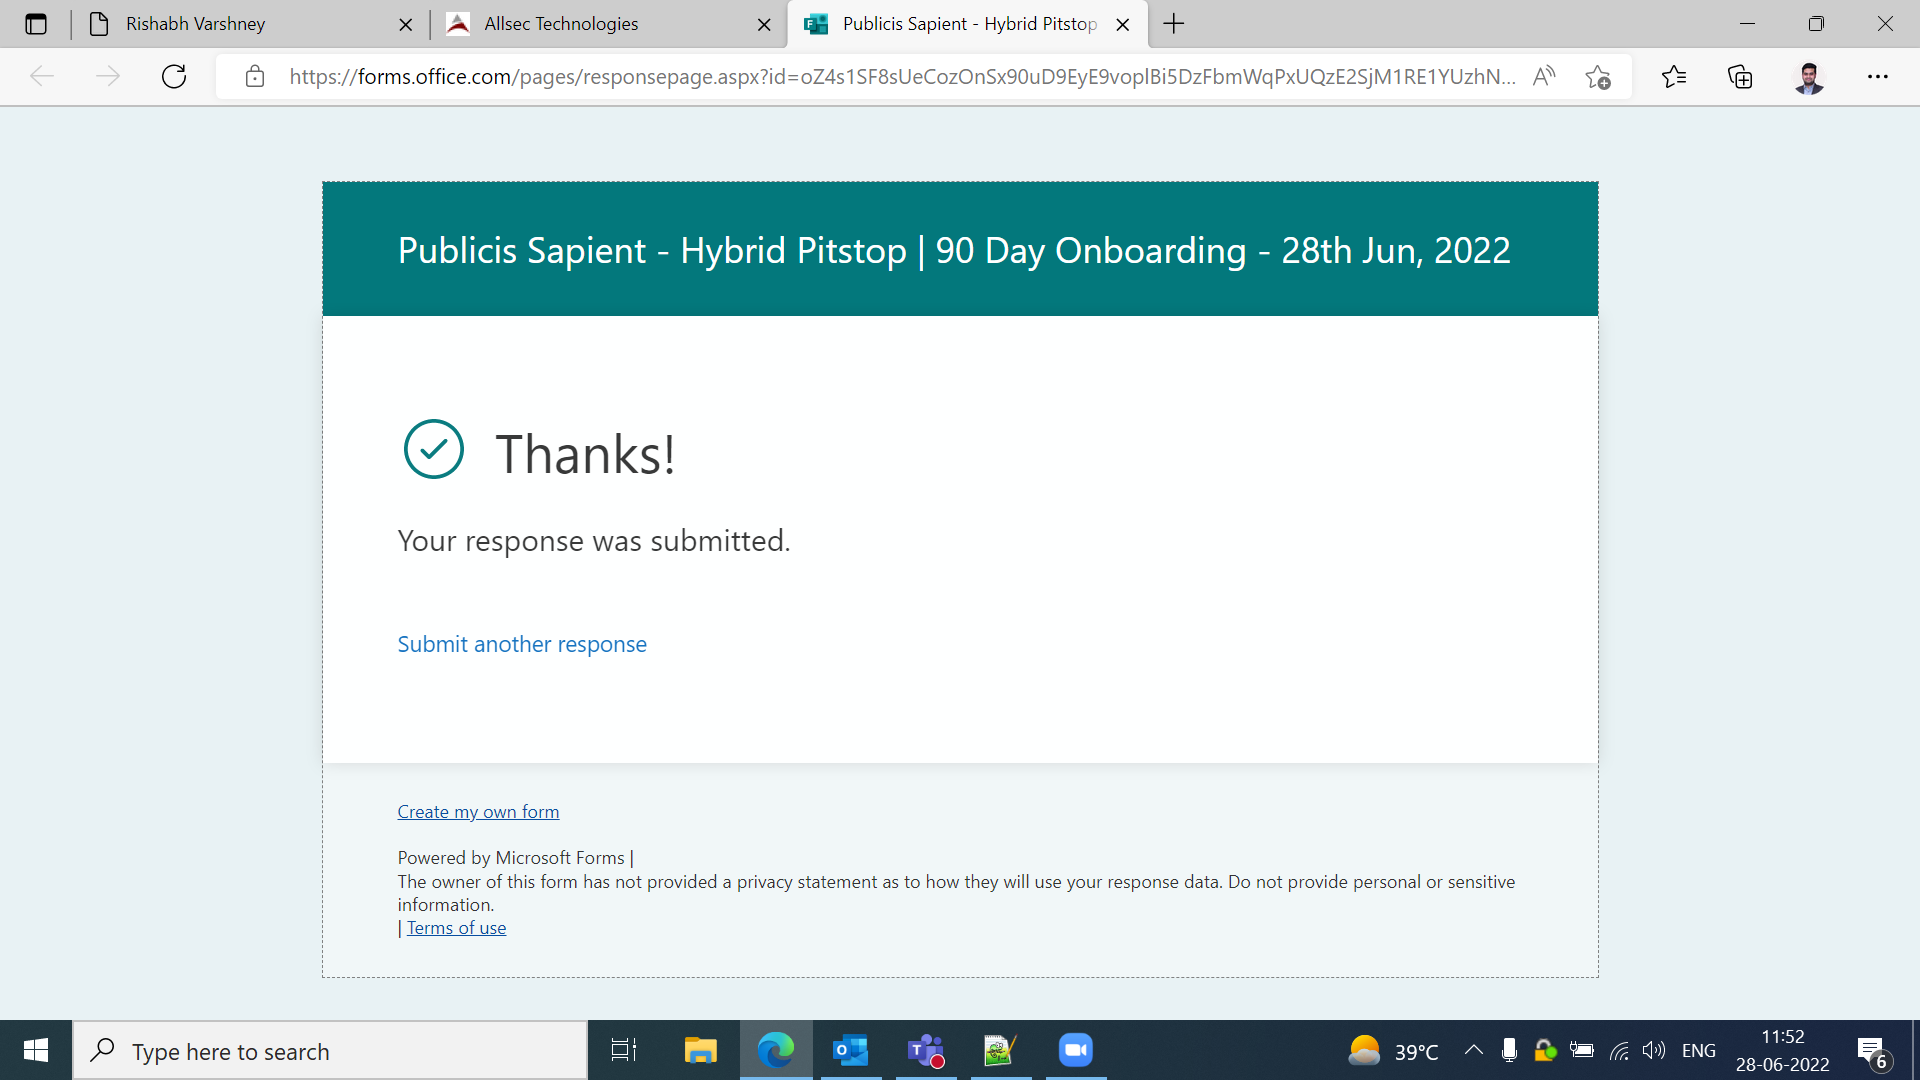 Rishabh Varshney
Allsec Technologies
Publicis Sapient - Hybrid Pitstop
https://forms.office.com/pages/responsepage.aspx?id=oZ4s1SF8sUeCozOnSx90uD9EyE9voplBi5DzFbmWqPxUQzE2SjM1RE1YUzhN...
Publicis Sapient - Hybrid Pitstop | 90 Day Onboarding - 28th Jun, 2022
Thanks!
Your response was submitted.
Submit another response
Create my own form
Powered by Microsoft Forms |
The owner of this form has not provided a privacy statement as to how they will use your response data. Do not provide personal or sensitive
information.
| Terms of use
Type here to search
39°C
ENG
11:52
28-06-2022
6